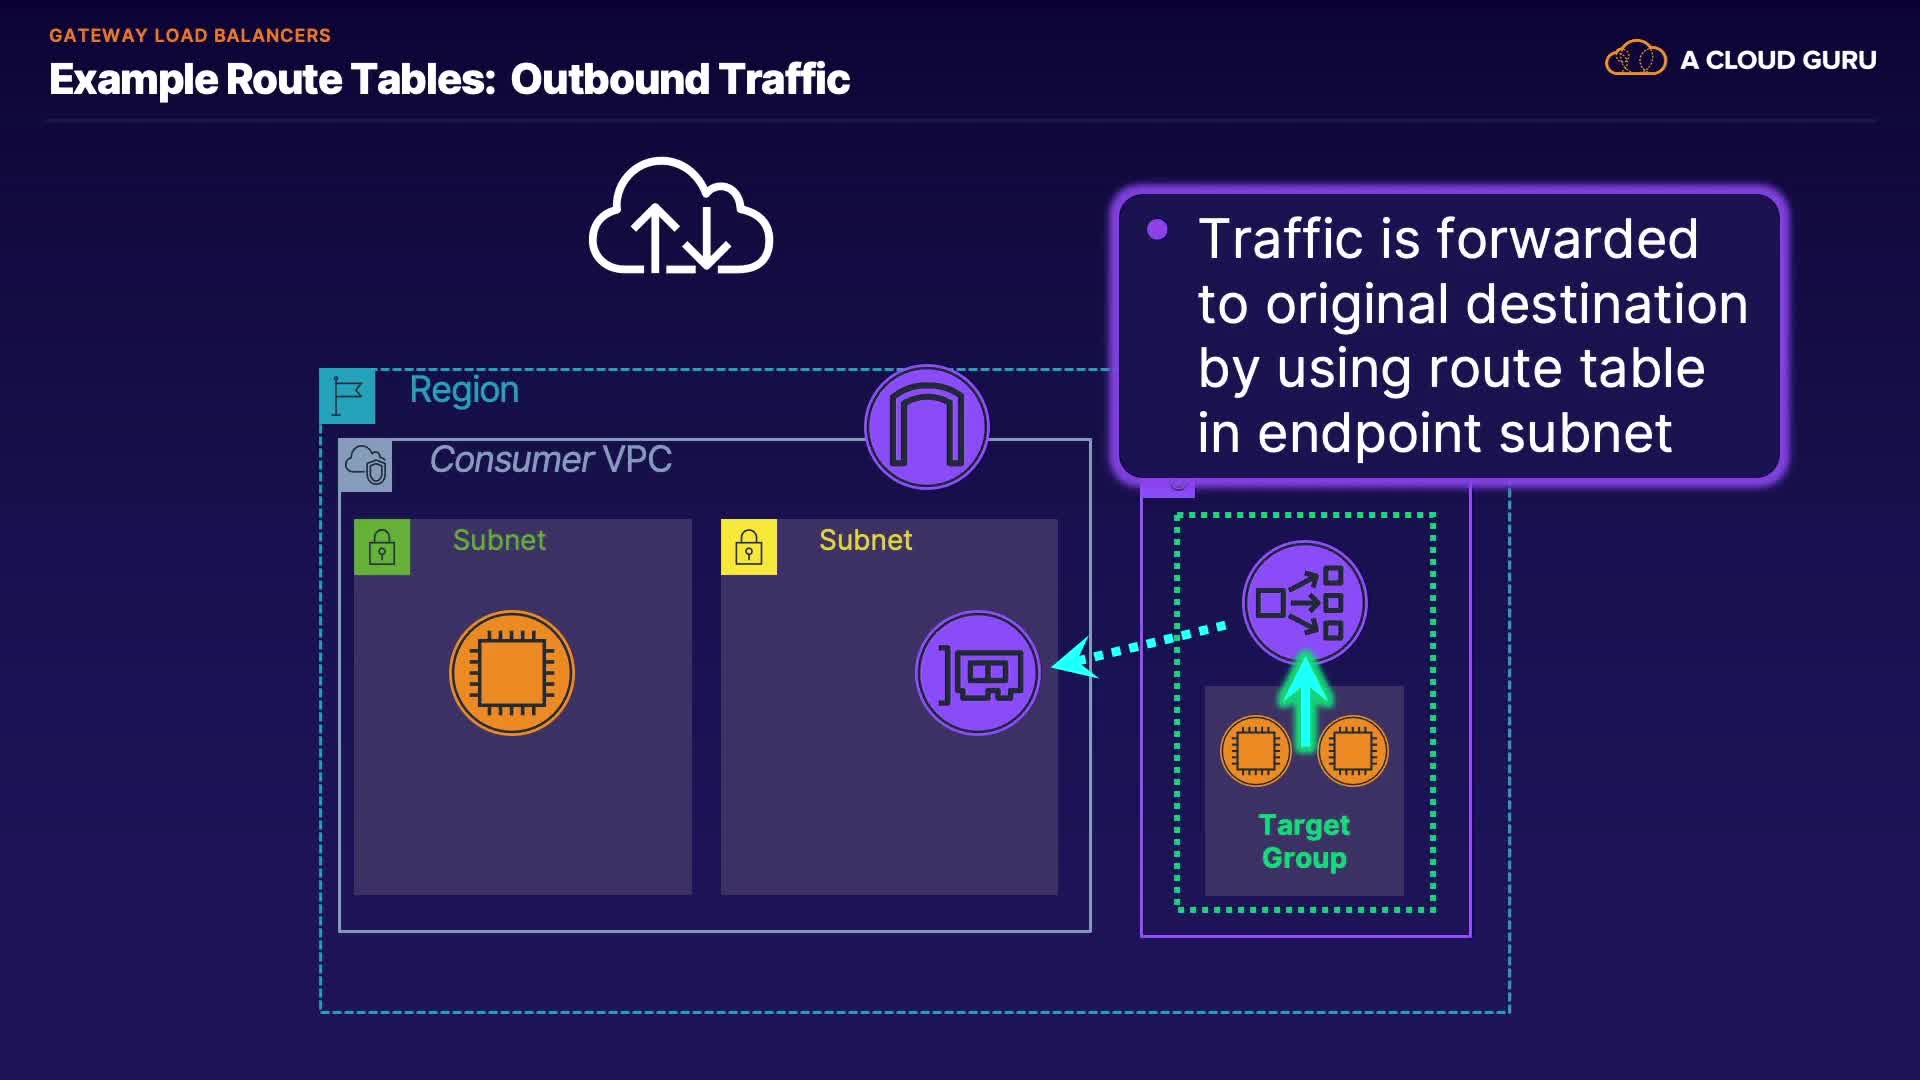 GATEWAY LOAD BALANCERS
Example Route Tables: Outbound Traffic
A CLOUD GURU
Traffic is forwarded
to original destination
by using route table
in endpoint subnet
Region
Consumer VPC
Subnet
Subnet
Target
Group